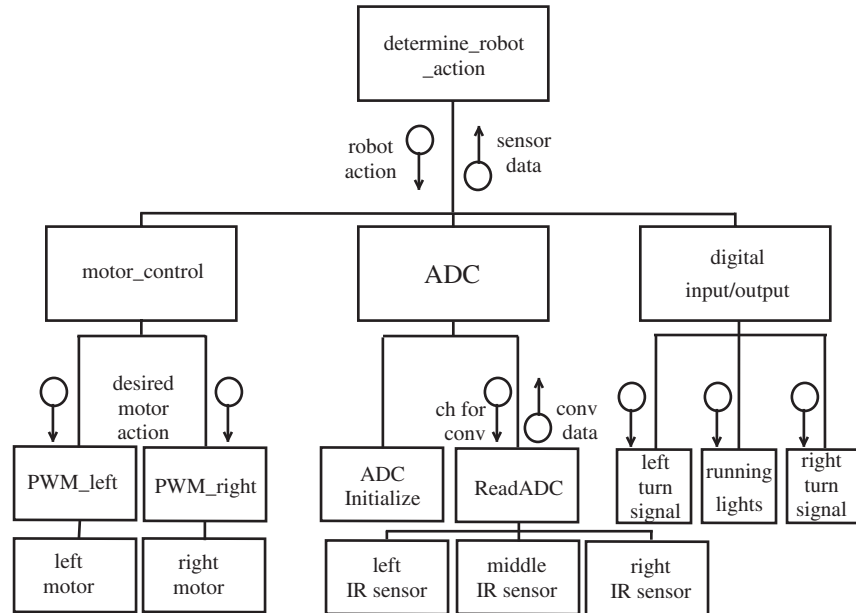 determine_robot
_action
robot
action
sensor
data
motor_control
ADC
digital
input/output
desired
motor
action
ch for
conv
conv
data
PWM_left
PWM_right
ADC
Initialize
ReadADC
left
turn
signal
running
lights
right
turn
signal
left
motor
right
motor
left
IR sensor
middle
IR sensor
right
IR sensor